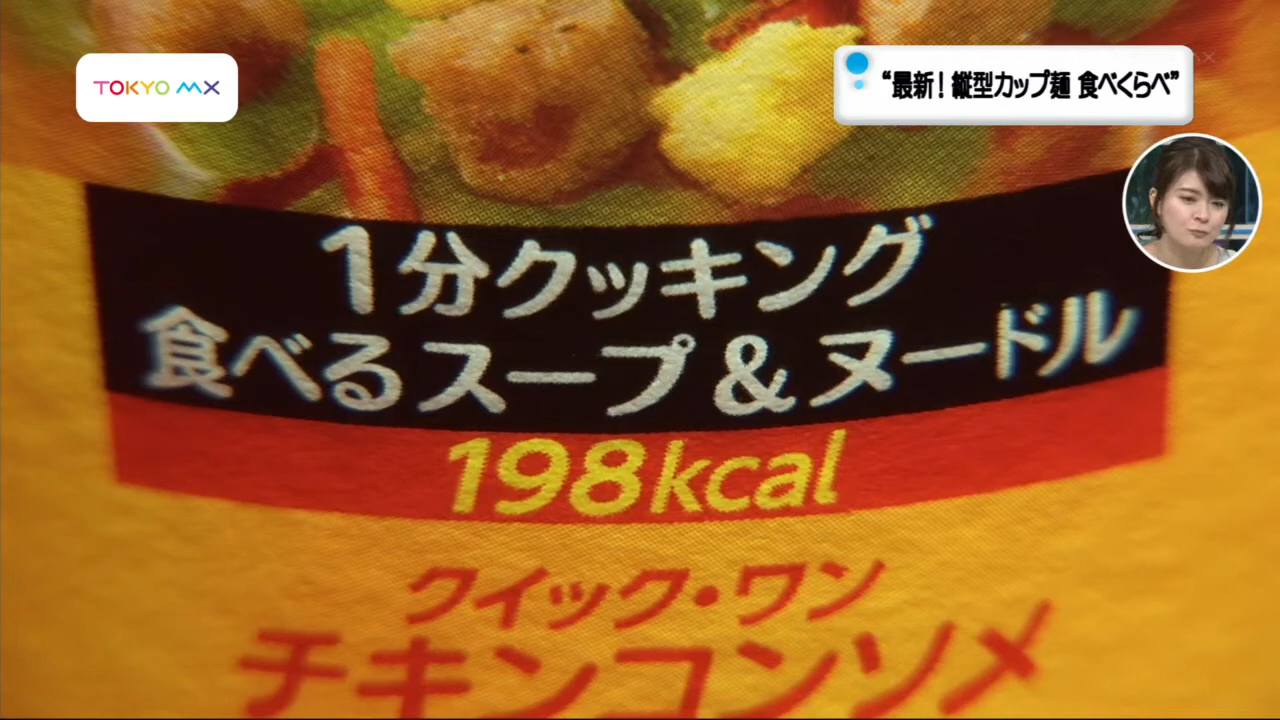 TOKYO MX
“最新！縦型カップ麺 食べくらべ”
1分クッキング
食べるスープ＆ヌードル
198kcal
クイック・ワン
チキンコンソメ